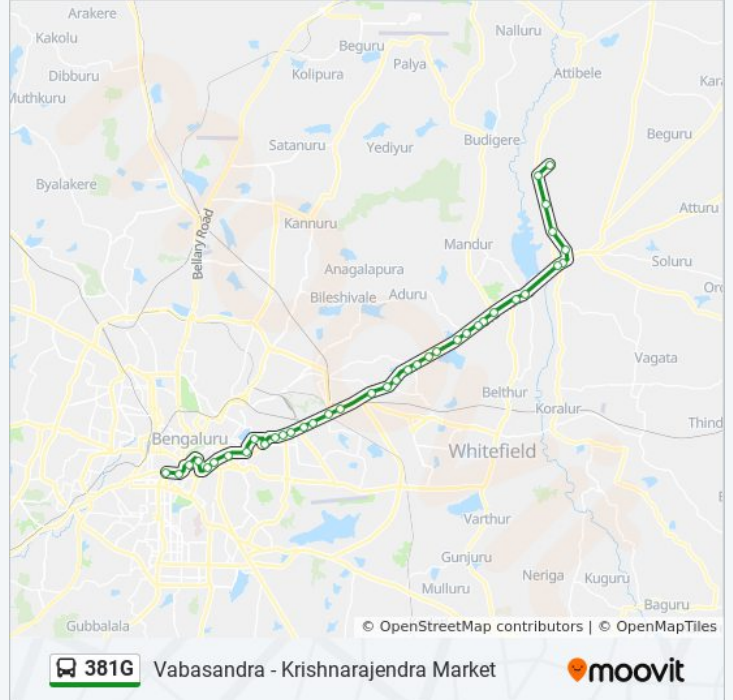 Arakere
Kakolu
Nalluru
Beguru
Palya
Attibele
Dibburu
Kolipura
Muthkuru
Kar
Budigere
Beguru
Satanuru
Yediyur
Byalakere
Atturu
Bellary Road
Kannuru
Mandur
Anagalapura
Soluru
Bileshivale
Aduru
Oro
Vagata
Belthur
Koralur
Thind
Bengaluru
Whitefield
Varthur
Gunjuru
Mulluru
Neriga
Kuguru
Baguru
Gubbalala
© OpenStreetMap contributors | © OpenMapTiles
381G Vabasandra - Krishnarajendra Market
moovit